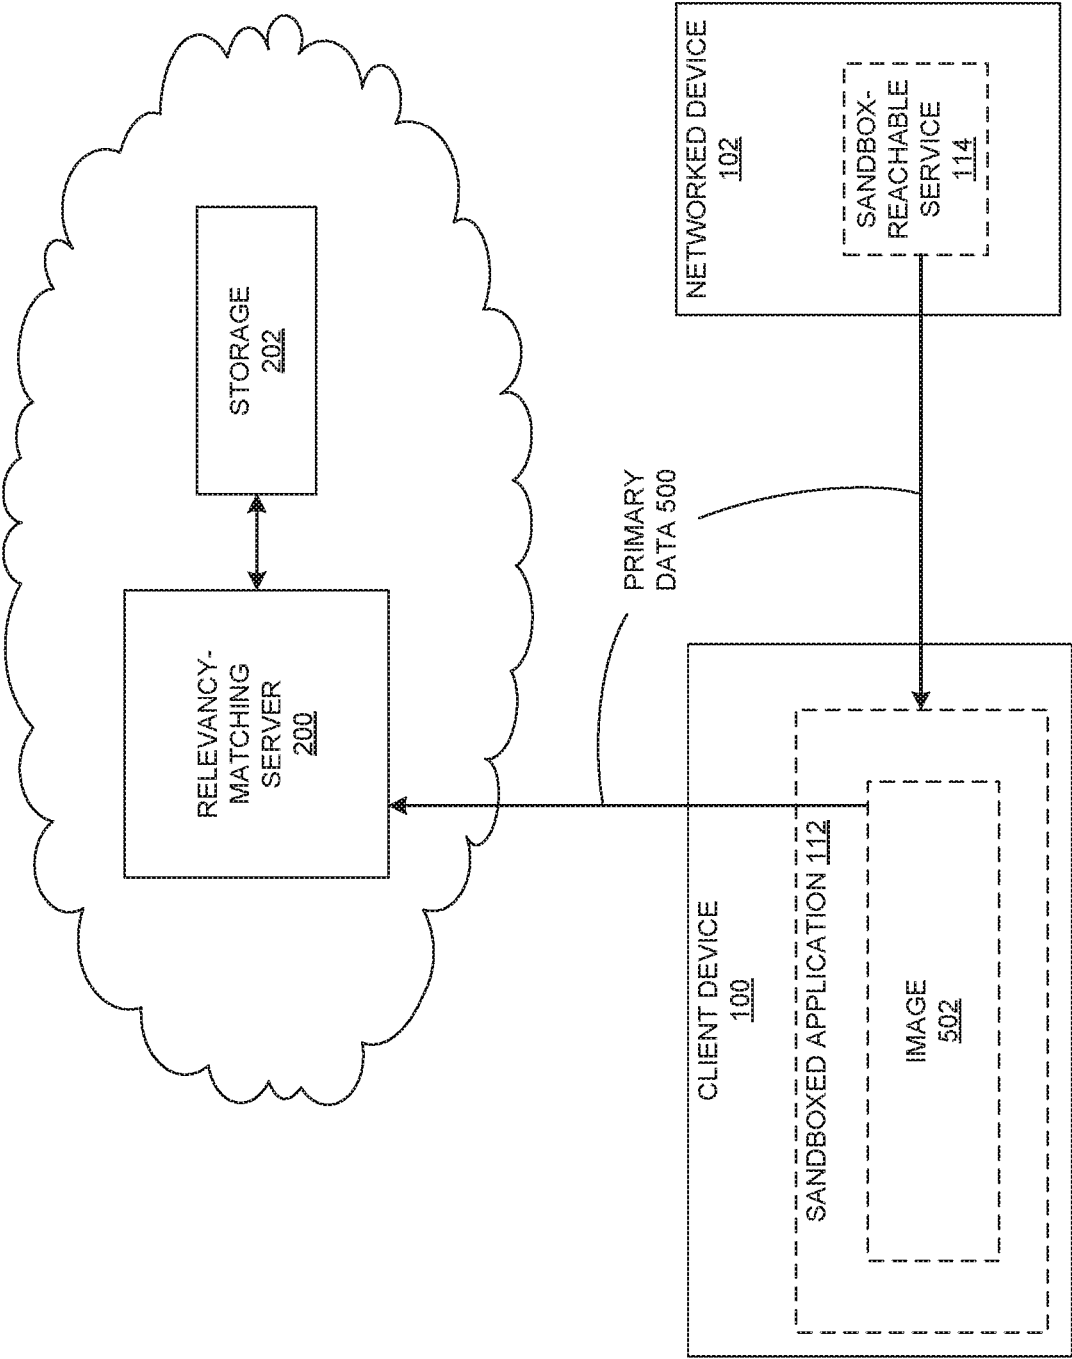 RELEVANCY-
MATCHING
SERVER
200
STORAGE
202
PRIMARY
DATA 500
CLIENT DEVICE
100
SANDBOXED APPLICATION 112
IMAGE
502
NETWORKED DEVICE
102
SANDBOX-
REACHABLE
SERVICE
114